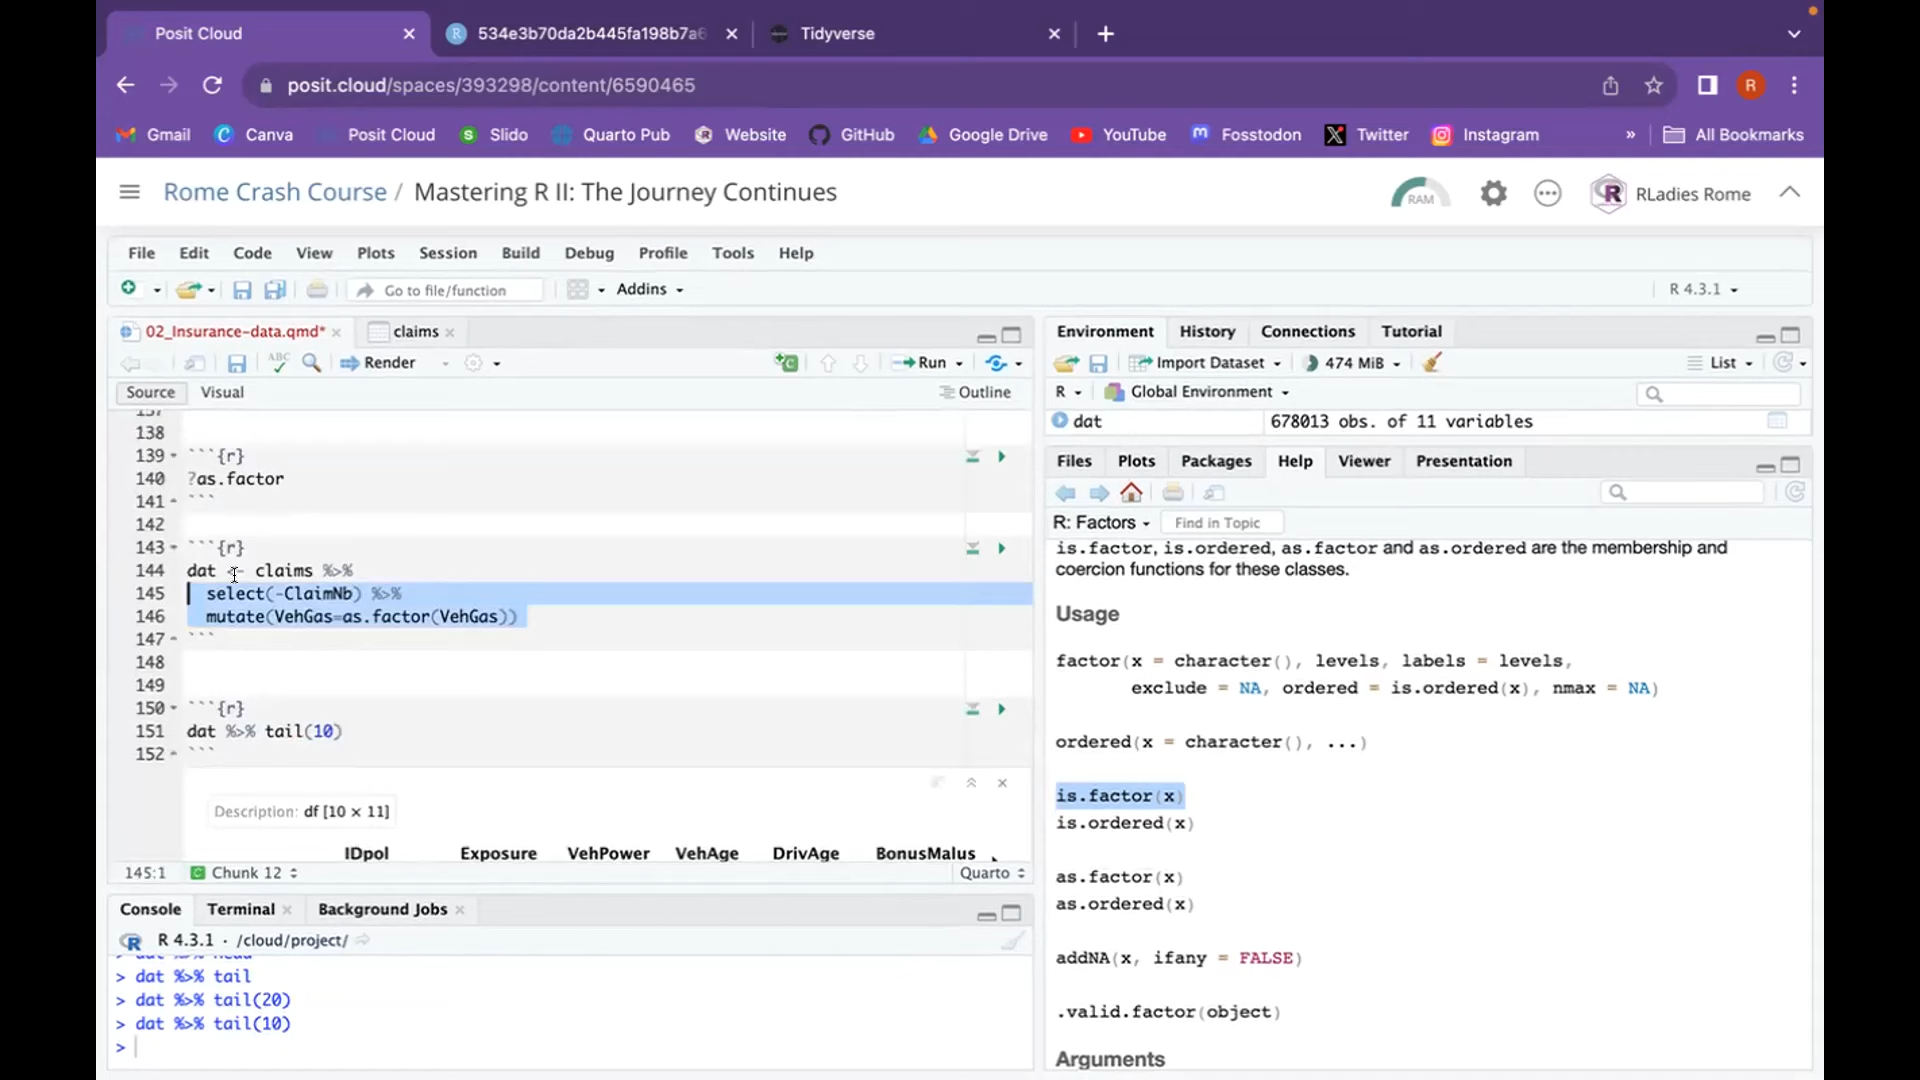 Posit Cloud
534e3b70da2b445fa198b7a6
Tidyverse
posit.cloud/spaces/393298/content/6590465
R
Gmail
Canva
Posit Cloud
Slido
Quarto Pub
Website
GitHub
Google Drive
YouTube
Fosstodon
Twitter
Instagram
»
All Bookmarks
Rome Crash Course / Mastering R II: The Journey Continues
RAM
RLadies Rome
File Edit Code View Plots Session Build Debug Profile Tools Help
Go to file/function
Addins
R 4.3.1
02_Insurance-data.qmd*
claims
ABC
Render
Run
Source
Visual
Outline
137
138
139 ```{r}
140 ?as.factor
141 ```
142
143 ```{r}
144 dat <- claims %>%
145 select(-ClaimNb) %>%
146 mutate(VehGas=as.factor(VehGas))
147 ```
148
149
150 ```{r}
151 dat %>% tail(10)
152 ```
Description: df [10 × 11]
IDpol Exposure VehPower VehAge DrivAge BonusMalus
145:1
Chunk 12
Quarto
Console Terminal Background Jobs
R 4.3.1 · /cloud/project/
> dat %>% head
> dat %>% tail
> dat %>% tail(20)
> dat %>% tail(10)
>
Environment History Connections Tutorial
Import Dataset
474 MiB
List
R
Global Environment
dat 678013 obs. of 11 variables
Files Plots Packages Help Viewer Presentation
R: Factors
Find in Topic
is.factor, is.ordered, as.factor and as.ordered are the membership and
coercion functions for these classes.
Usage
factor(x = character(), levels, labels = levels,
exclude = NA, ordered = is.ordered(x), nmax = NA)
ordered(x = character(), ...)
is.factor(x)
is.ordered(x)
as.factor(x)
as.ordered(x)
addNA(x, ifany = FALSE)
.valid.factor(object)
Arguments